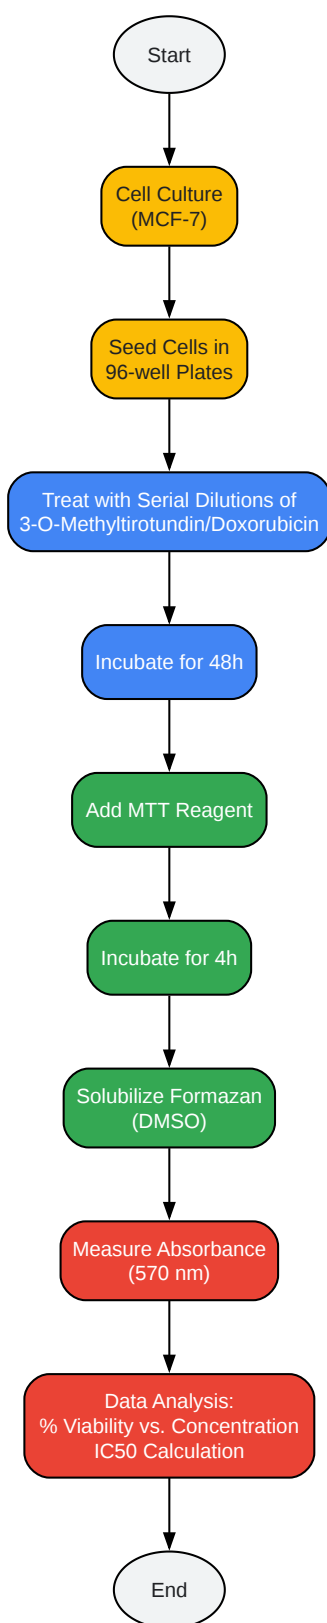 Start
Cell Culture
(MCF-7)
Seed Cells in
96-well Plates
Treat with Serial Dilutions of
3-O-Methyltirotundin/Doxorubicin
Incubate for 48h
Add MTT Reagent
Incubate for 4h
Solubilize Formazan
(DMSO)
Measure Absorbance
(570 nm)
Data Analysis:
% Viability vs. Concentration
IC50 Calculation
End